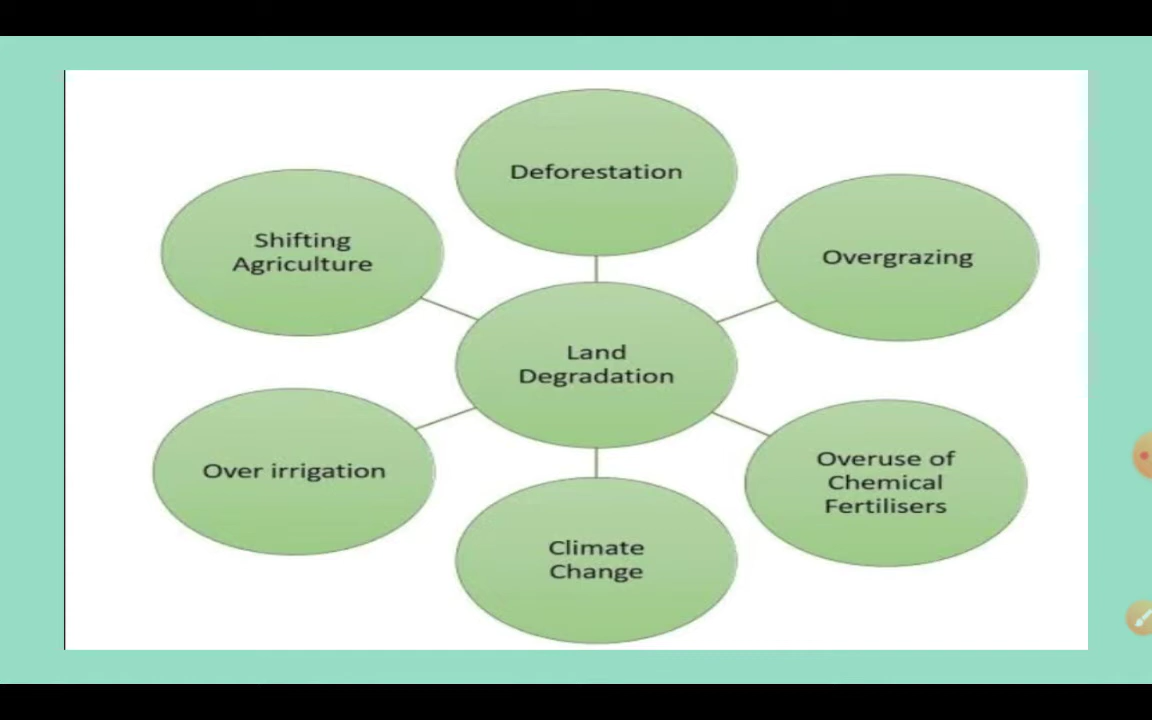 Deforestation
Shifting
Agriculture
Overgrazing
Land
Degradation
Over irrigation
Overuse of
Chemical
Fertilisers
Climate
Change